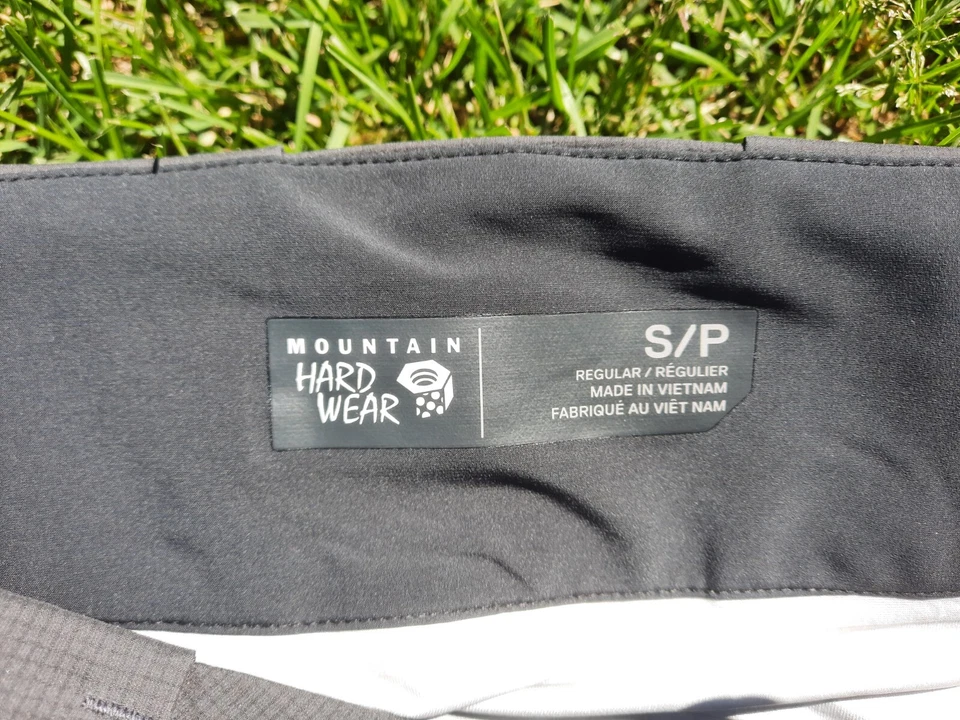 MOUNTAIN
HARD
WEAR
S/P
REGULAR / RÉGULIER
MADE IN VIETNAM
FABRIQUÉ AU VIÊT NAM